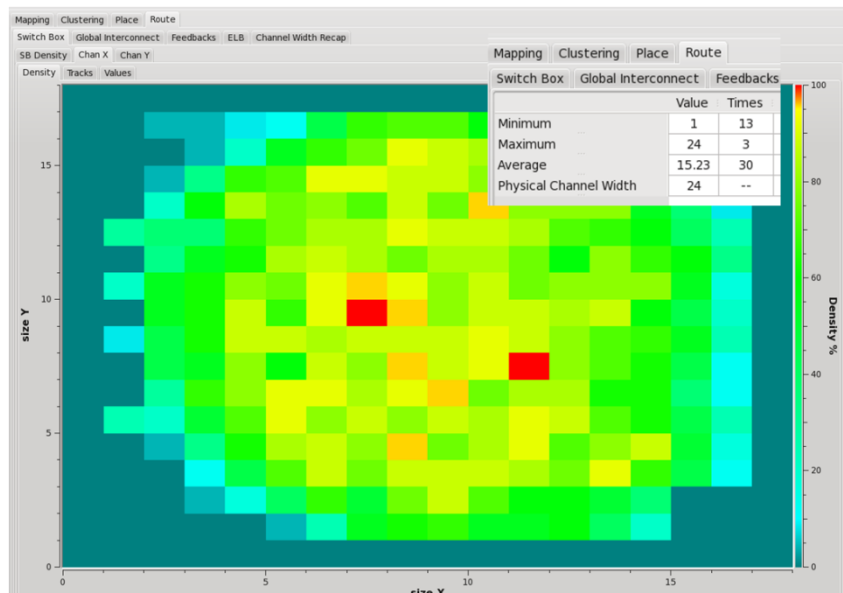 Mapping Clustering Place Route
Switch Box Global Interconnect Feedbacks ELB Channel Width Recap
SB Density Chan X Chan Y
Density Tracks Values
Mapping Clustering Place Route
Switch Box Global Interconnect Feedbacks
Value Times
Minimum 1 13
Maximum 24 3
Average 15.23 30
Physical Channel Width 24 --
100
80
60
40
20
0
Density %
15
10
5
0
size Y
0 5 10 15
size X